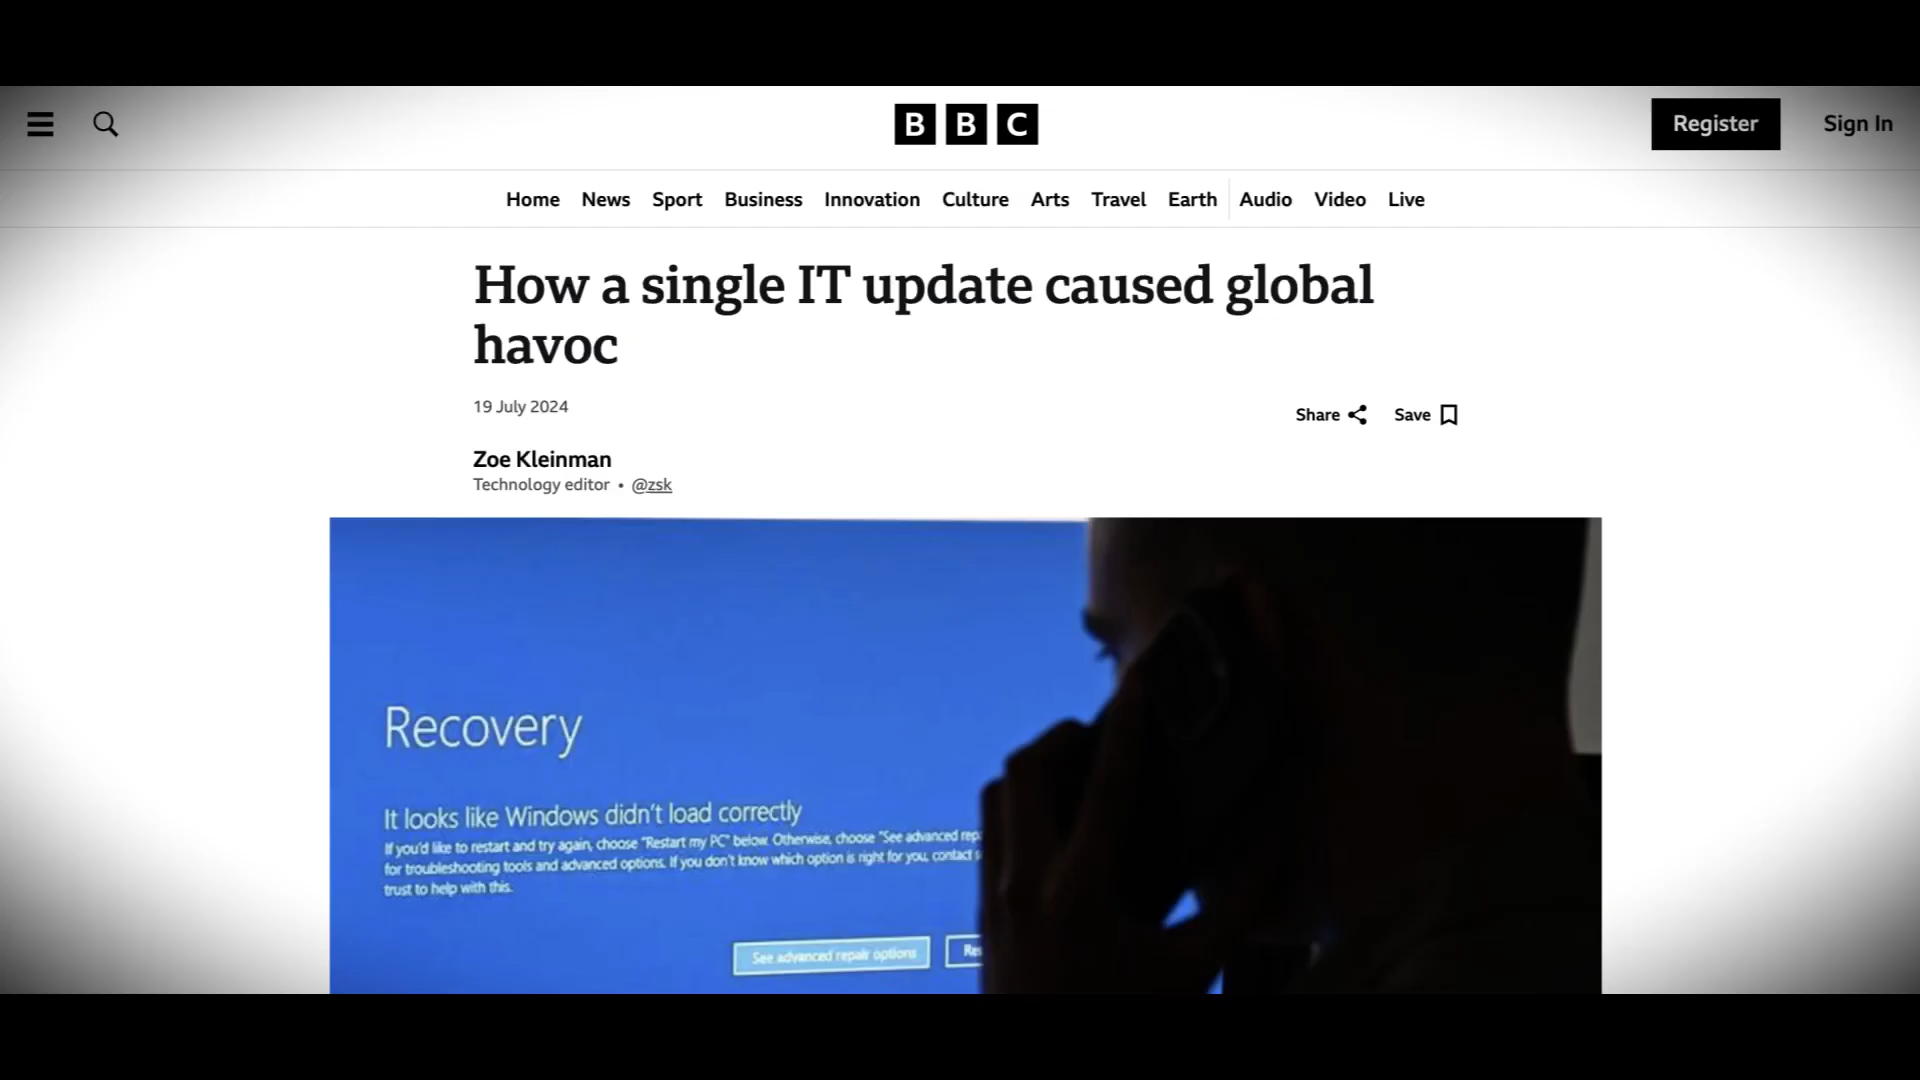 BBC
Register
Sign In
Home News Sport Business Innovation Culture Arts Travel Earth Audio Video Live
How a single IT update caused global
havoc
19 July 2024
Share
Save
Zoe Kleinman
Technology editor • @zsk
Recovery
It looks like Windows didn't load correctly
If you'd like to restart and try again, choose "Restart my PC" below. Otherwise, choose "See advanced
for troubleshooting tools and advanced options. If you don't know which option is right for you, contact
trust to help with this.
See advanced repair options